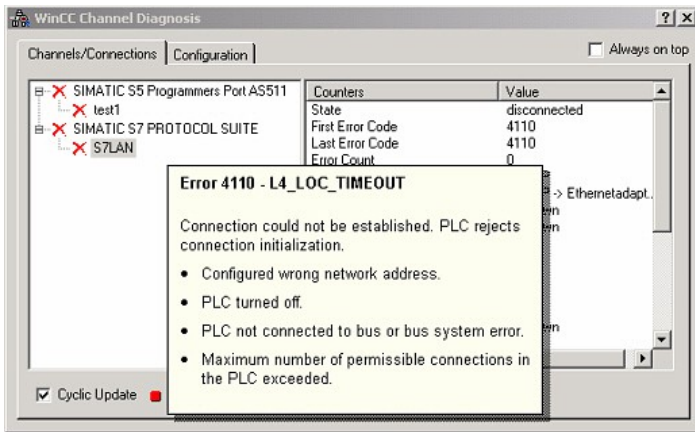 WinCC Channel Diagnosis
Channels/Connections
Configuration
Always on top
SIMATIC S5 Programmers Port AS511
test1
SIMATIC S7 PROTOCOL SUITE
S7LAN
Counters Value
State disconnected
First Error Code 4110
Last Error Code 4110
Error Count 0
-> Ethernetadapt..
Error 4110 - L4_LOC_TIMEOUT
Connection could not be established. PLC rejects
connection initialization.
• Configured wrong network address.
• PLC turned off.
• PLC not connected to bus or bus system error.
• Maximum number of permissible connections in
the PLC exceeded.
Cyclic Update